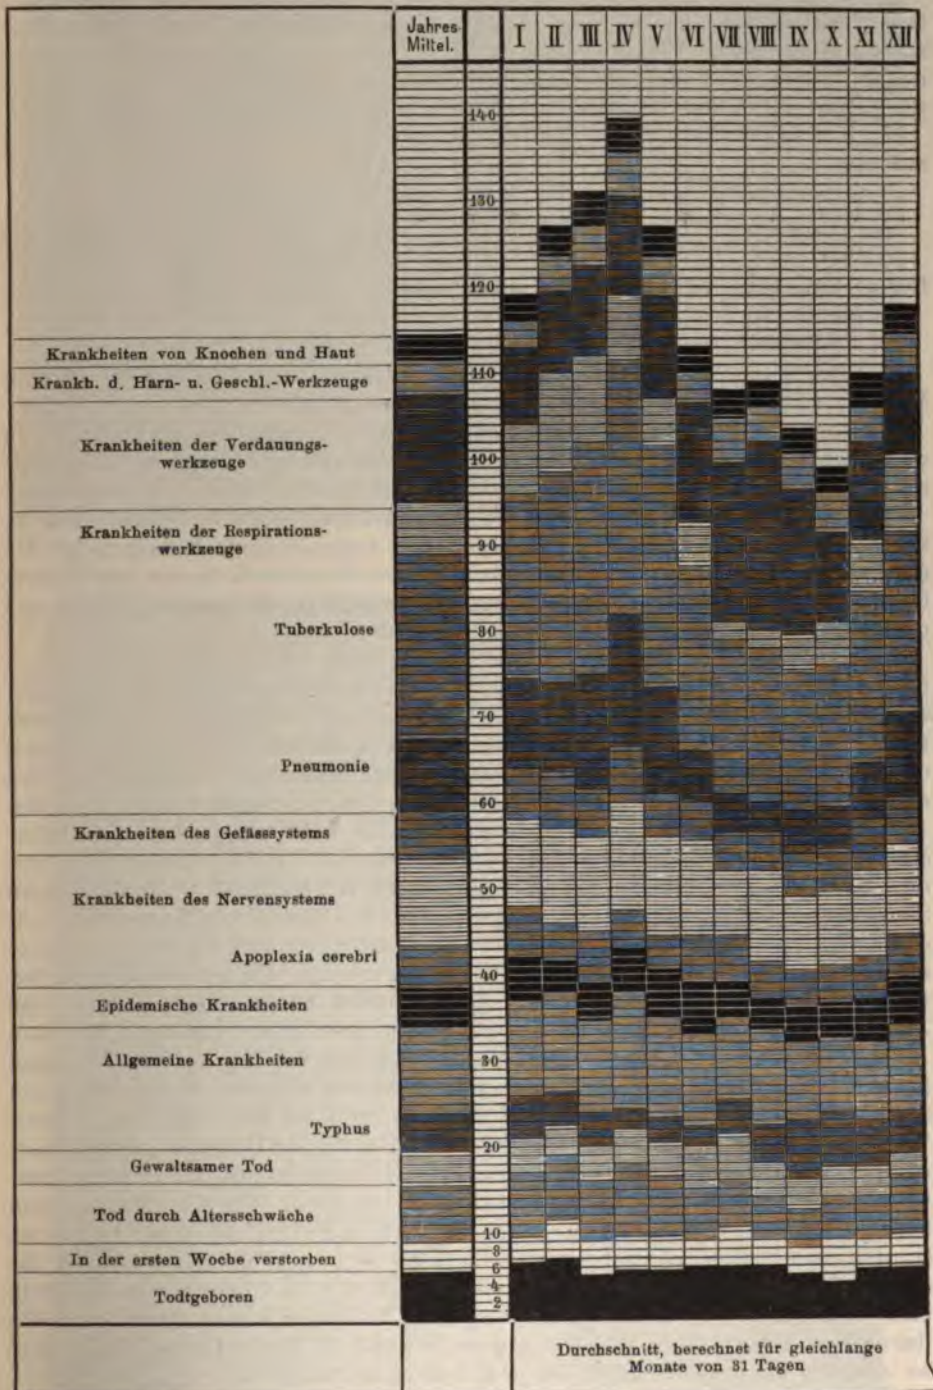 Jahres-
Mittel.
I II III IV V VI VII VIII IX X XI XII
140
130
120
Krankheiten von Knochen und Haut
110
Krankh. d. Harn- u. Geschl.-Werkzeuge
Krankheiten der Verdauungs-
werkzeuge
100
Krankheiten der Respirations-
werkzeuge
90
Tuberkulose
80
70
Pneumonie
60
Krankheiten des Gefässsystems
50
Krankheiten des Nervensystems
Apoplexia cerebri
40
Epidemische Krankheiten
Allgemeine Krankheiten
30
Typhus
20
Gewaltsamer Tod
Tod durch Altersschwäche
10
8
In der ersten Woche verstorben
6
4
Todtgeboren
2
Durchschnitt, berechnet für gleichlange
Monate von 31 Tagen